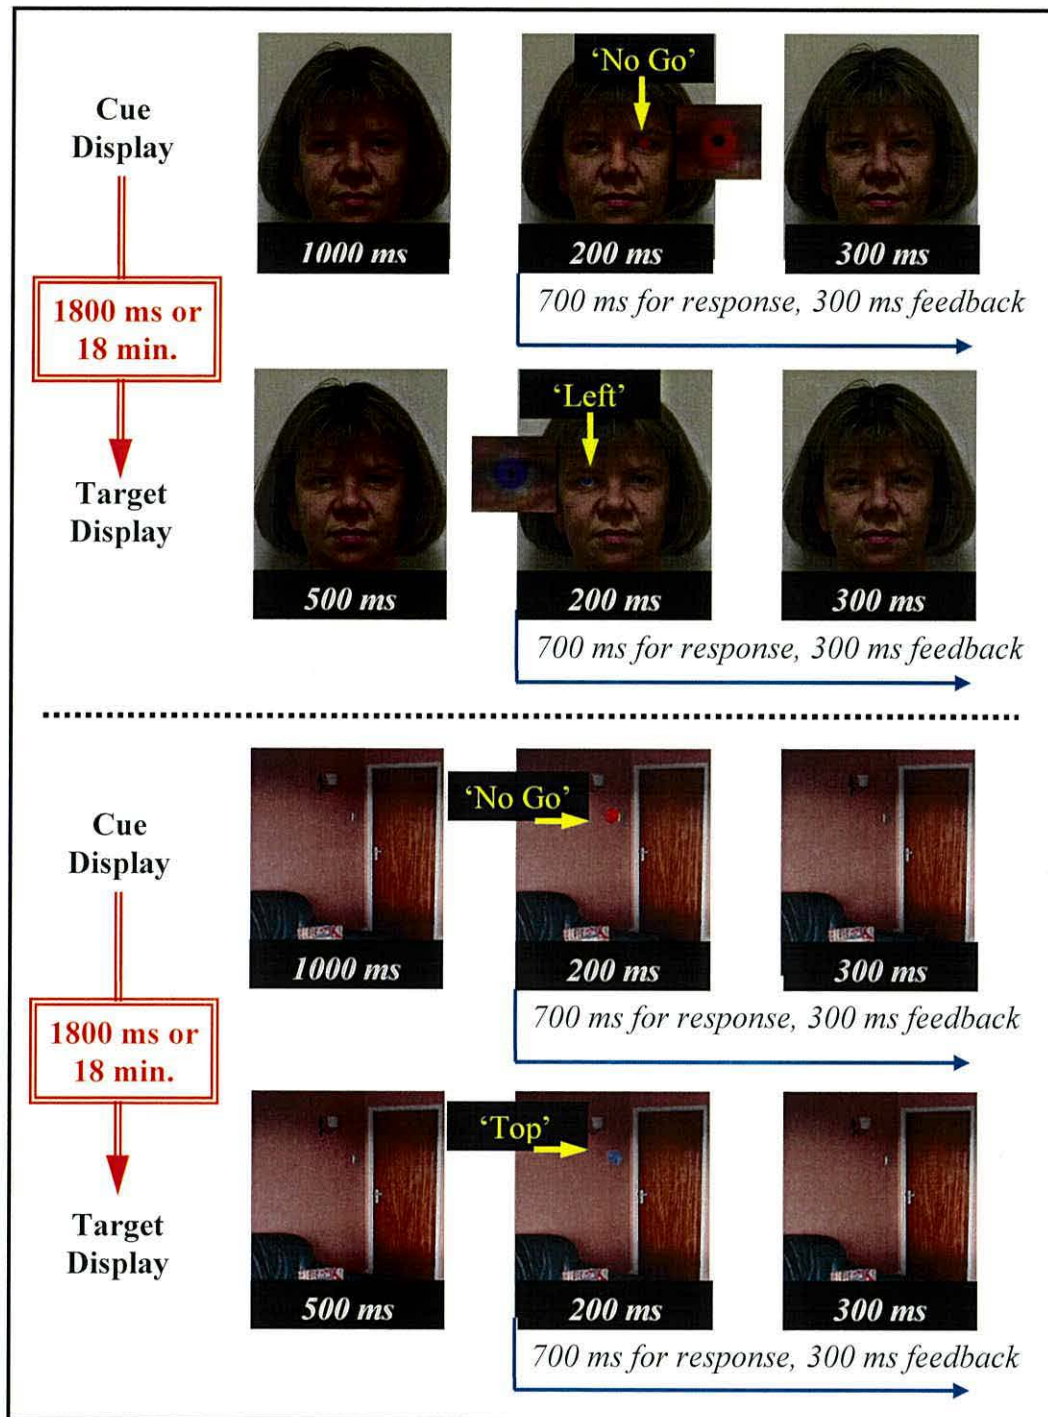 Cue
Display
'No Go'
1000 ms
200 ms
300 ms
700 ms for response, 300 ms feedback
1800 ms or
18 min.
'Left'
Target
Display
500 ms
200 ms
300 ms
700 ms for response, 300 ms feedback
Cue
Display
'No Go'
1000 ms
200 ms
300 ms
700 ms for response, 300 ms feedback
1800 ms or
18 min.
'Top'
Target
Display
500 ms
200 ms
300 ms
700 ms for response, 300 ms feedback